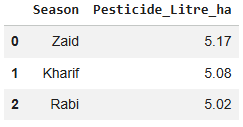 Season Pesticide_Litre_ha
0 Zaid 5.17
1 Kharif 5.08
2 Rabi 5.02